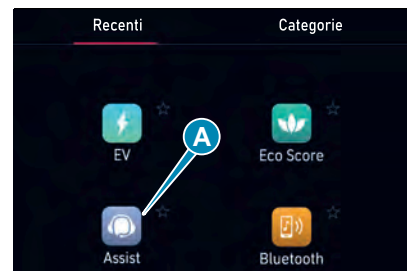 Recenti
Categorie
A
EV
Eco Score
Assist
Bluetooth